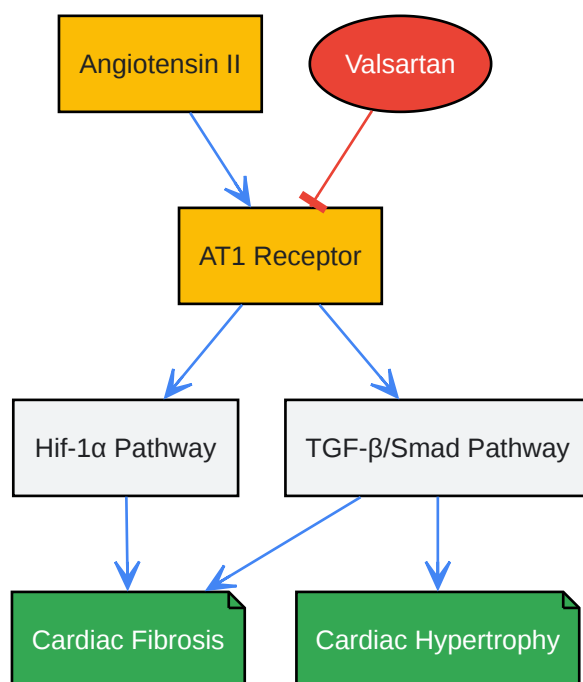 Angiotensin II
Valsartan
AT1 Receptor
Hif-1α Pathway
TGF-β/Smad Pathway
Cardiac Fibrosis
Cardiac Hypertrophy